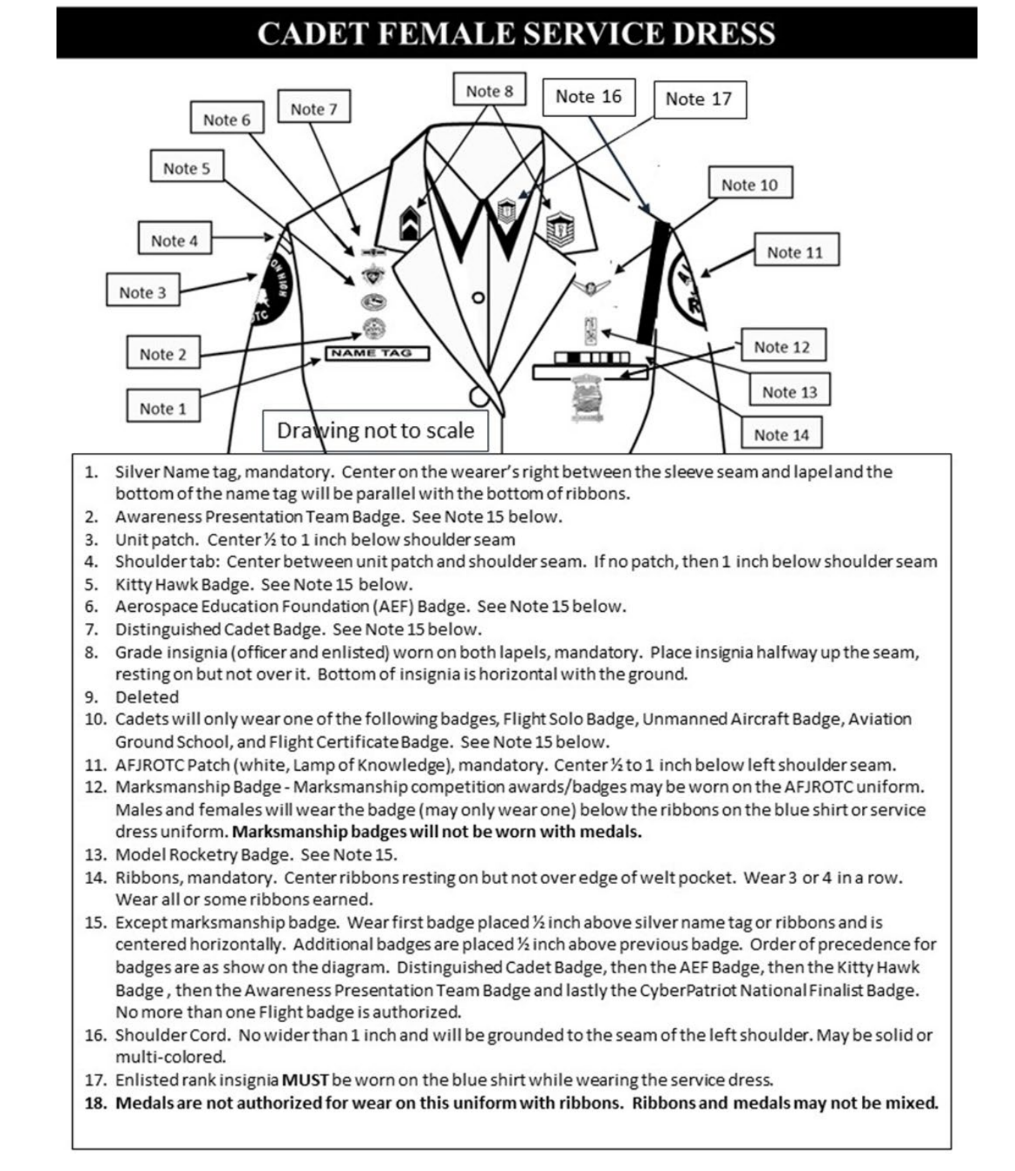 CADET FEMALE SERVICE DRESS
Note 8
Note 16
Note 17
Note 7
Note 6
Note 5
Note 10
Note 4
Note 11
Note 3
ON HIGH
OTC
Note 2
NAME TAG
Note 12
Note 1
Note 13
Drawing not to scale
Note 14
1. Silver Name tag, mandatory. Center on the wearer's right between the sleeve seam and lapel and the
bottom of the name tag will be parallel with the bottom of ribbons.
2. Awareness Presentation Team Badge. See Note 15 below.
3. Unit patch. Center ½ to 1 inch below shoulder seam
4. Shoulder tab: Center between unit patch and shoulder seam. If no patch, then 1 inch below shoulder seam
5. Kitty Hawk Badge. See Note 15 below.
6. Aerospace Education Foundation (AEF) Badge. See Note 15 below.
7. Distinguished Cadet Badge. See Note 15 below.
8. Grade insignia (officer and enlisted) worn on both lapels, mandatory. Place insignia halfway up the seam,
resting on but not over it. Bottom of insignia is horizontal with the ground.
9. Deleted
10. Cadets will only wear one of the following badges, Flight Solo Badge, Unmanned Aircraft Badge, Aviation
Ground School, and Flight Certificate Badge. See Note 15 below.
11. AFJROTC Patch (white, Lamp of Knowledge), mandatory. Center ½ to 1 inch below left shoulder seam.
12. Marksmanship Badge - Marksmanship competition awards/badges may be worn on the AFJROTC uniform.
Males and females will wear the badge (may only wear one) below the ribbons on the blue shirt or service
dress uniform. Marksmanship badges will not be worn with medals.
13. Model Rocketry Badge. See Note 15.
14. Ribbons, mandatory. Center ribbons resting on but not over edge of welt pocket. Wear 3 or 4 in a row.
Wear all or some ribbons earned.
15. Except marksmanship badge. Wear first badge placed ½ inch above silver name tag or ribbons and is
centered horizontally. Additional badges are placed ½ inch above previous badge. Order of precedence for
badges are as show on the diagram. Distinguished Cadet Badge, then the AEF Badge, then the Kitty Hawk
Badge , then the Awareness Presentation Team Badge and lastly the CyberPatriot National Finalist Badge.
No more than one Flight badge is authorized.
16. Shoulder Cord. No wider than 1 inch and will be grounded to the seam of the left shoulder. May be solid or
multi-colored.
17. Enlisted rank insignia MUST be worn on the blue shirt while wearing the service dress.
18. Medals are not authorized for wear on this uniform with ribbons. Ribbons and medals may not be mixed.